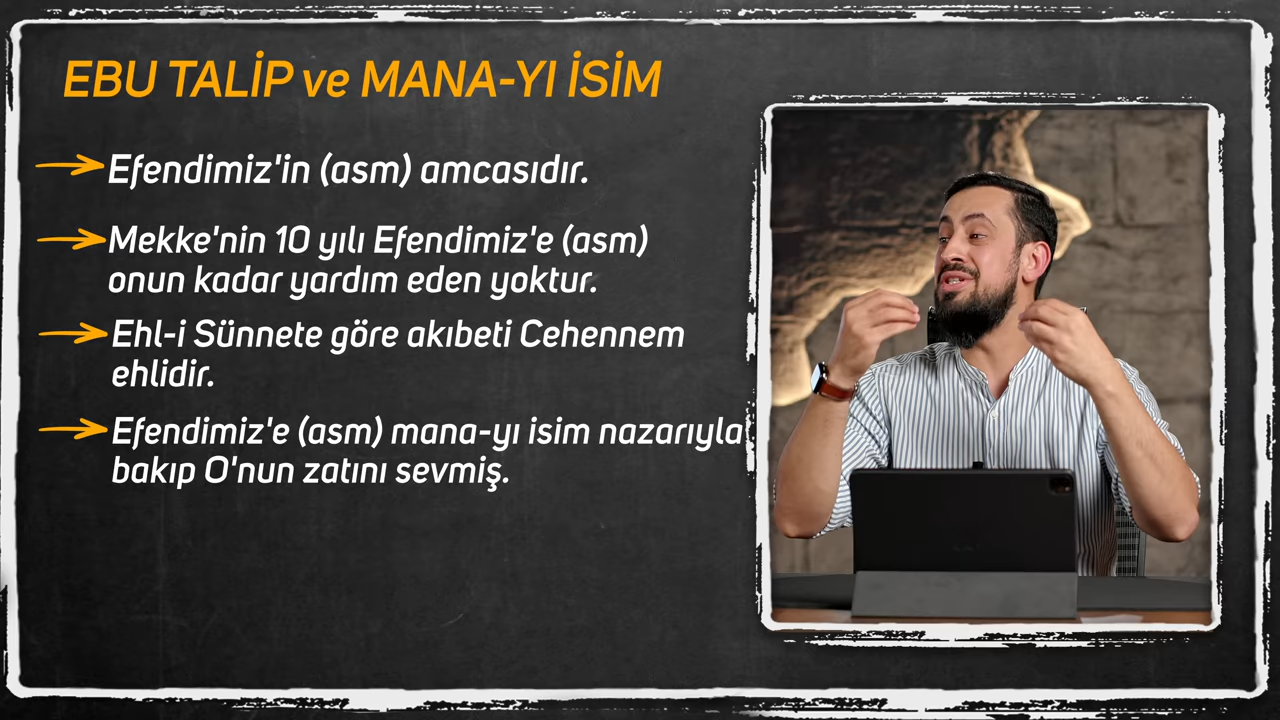 EBU TALİP ve MANA-YI İSİM
Efendimiz'in (asm) amcasıdır.
Mekke'nin 10 yılı Efendimiz'e (asm)
onun kadar yardım eden yoktur.
Ehl-i Sünnete göre akıbeti Cehennem
ehlidir.
Efendimiz'e (asm) mana-yı isim nazarıyla
bakıp O'nun zatını sevmiş.